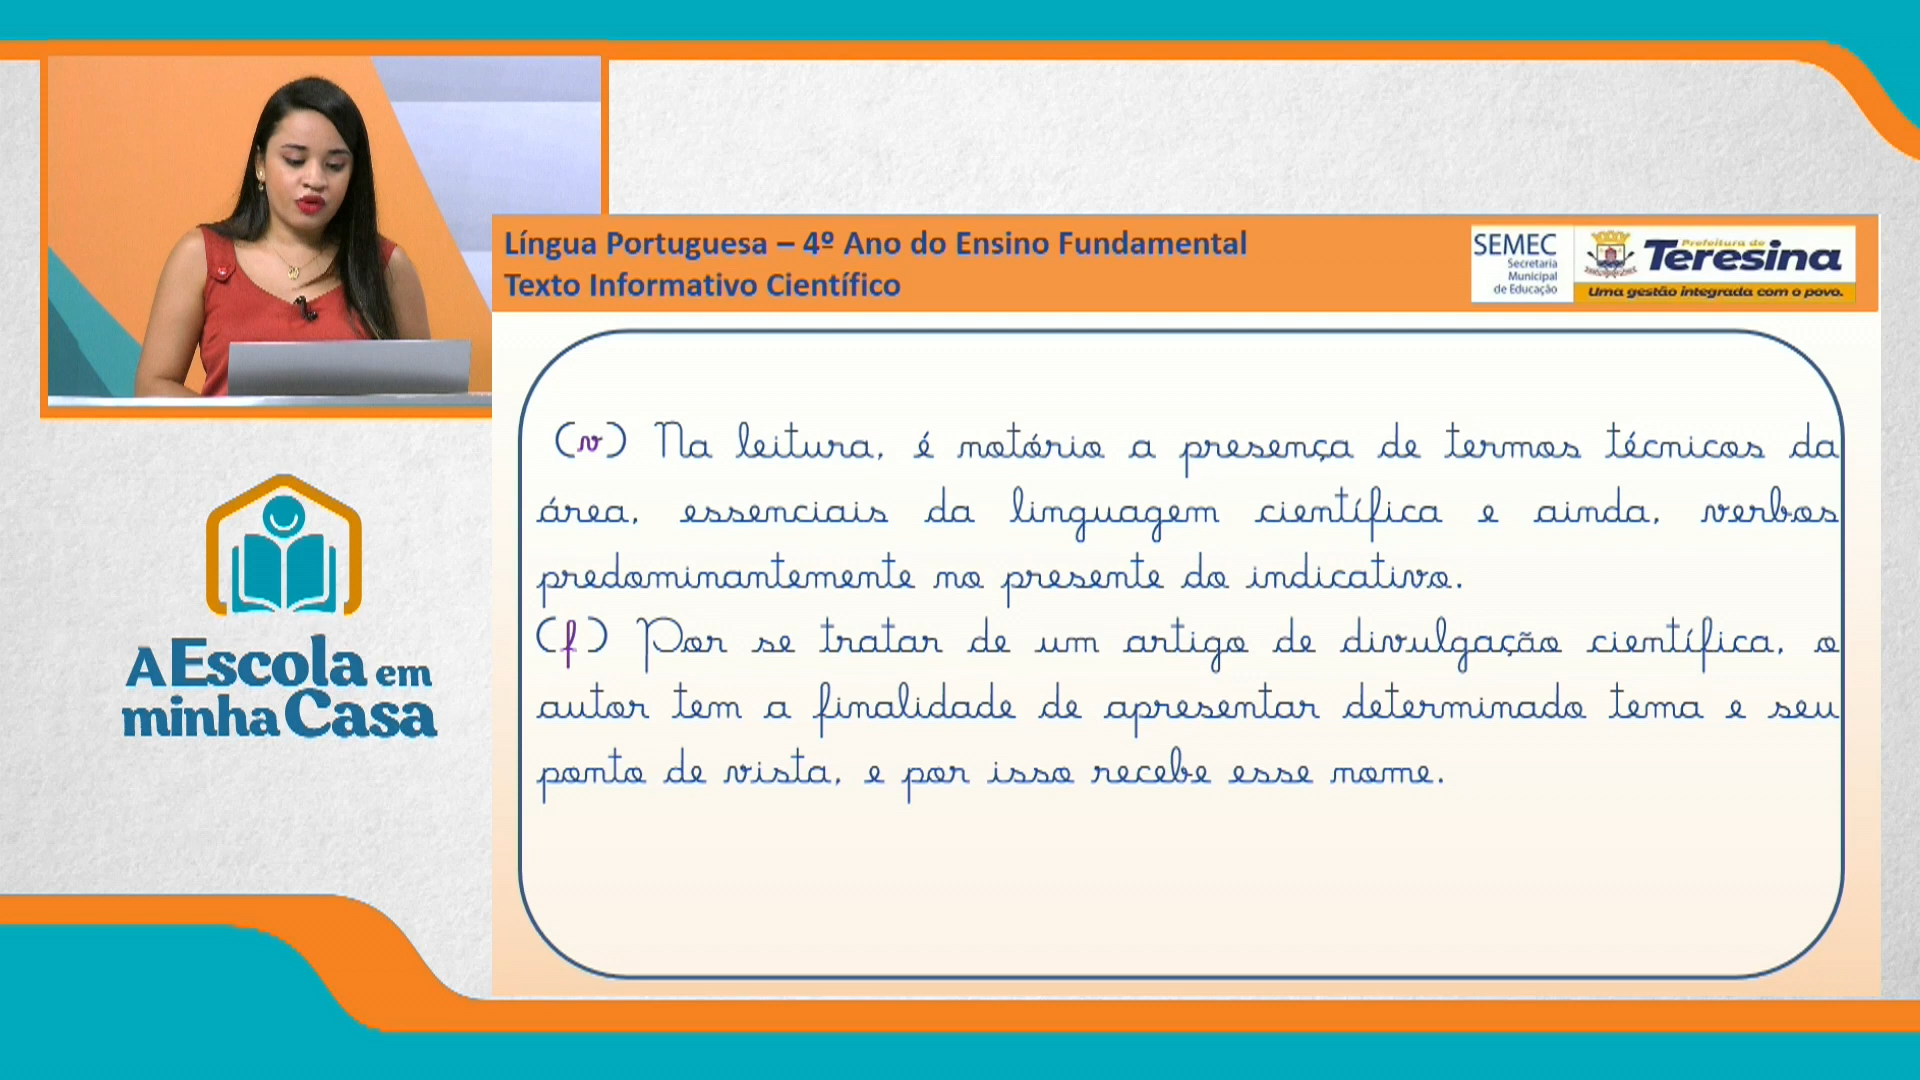 Língua Portuguesa – 4º Ano do Ensino Fundamental
Texto Informativo Científico
SEMEC
Secretaria
Municipal
de Educação
Prefeitura de
Teresina
Uma gestão integrada com o povo.
(v) Na leitura, é notório a presença de termos técnicos da
área, essenciais da linguagem científica e ainda, verbos
predominantemente no presente do indicativo.
(f) Por se tratar de um artigo de divulgação científica, o
autor tem a finalidade de apresentar determinado tema e seu
ponto de vista, e por isso recebe esse nome.
A Escola em
minha Casa